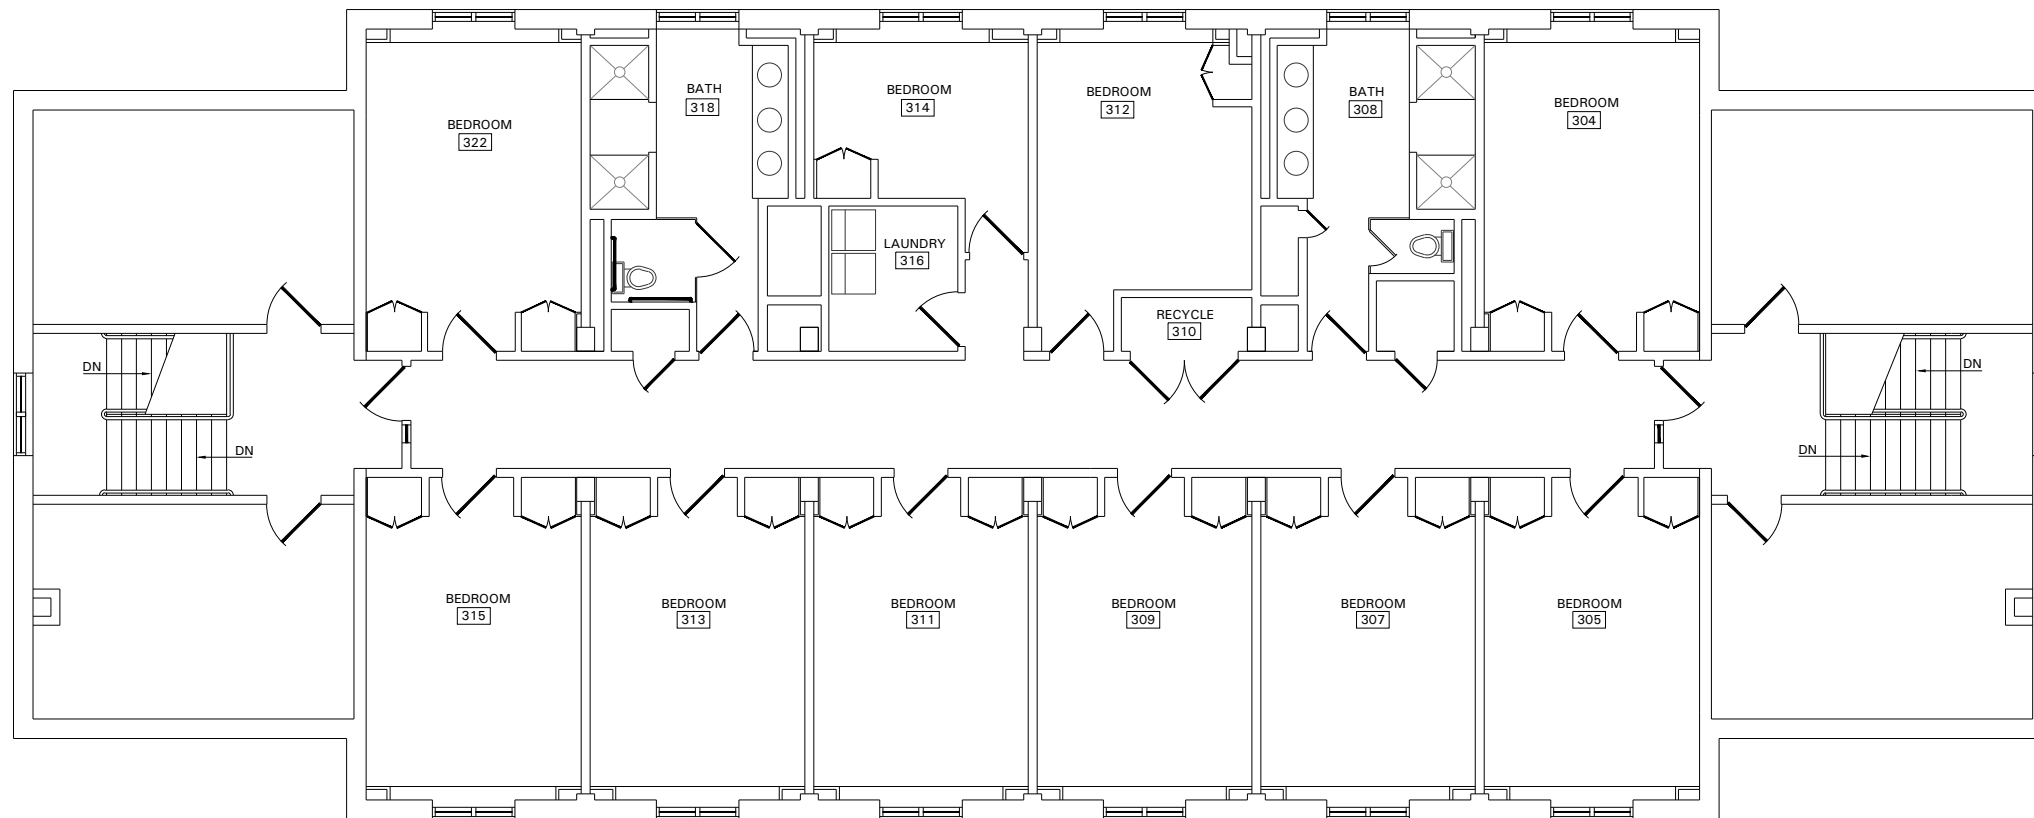 BATH
318
BEDROOM
314
BEDROOM
312
BATH
308
BEDROOM
304
BEDROOM
322
LAUNDRY
316
RECYCLE
310
DN
DN
DN
DN
BEDROOM
315
BEDROOM
313
BEDROOM
311
BEDROOM
309
BEDROOM
307
BEDROOM
305